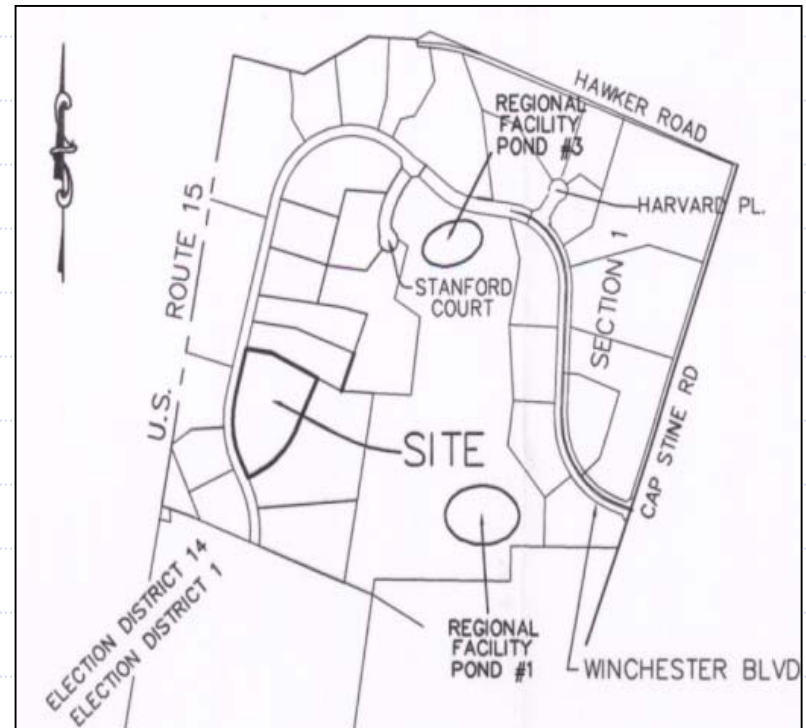 HAWKER ROAD
REGIONAL
FACILITY
POND #3
HARVARD PL.
U.S. ROUTE 15
STANFORD
COURT
SECTION 1
SITE
CAP STINE RD
ELECTION DISTRICT 14
ELECTION DISTRICT 1
REGIONAL
FACILITY
POND #1
WINCHESTER BLVD